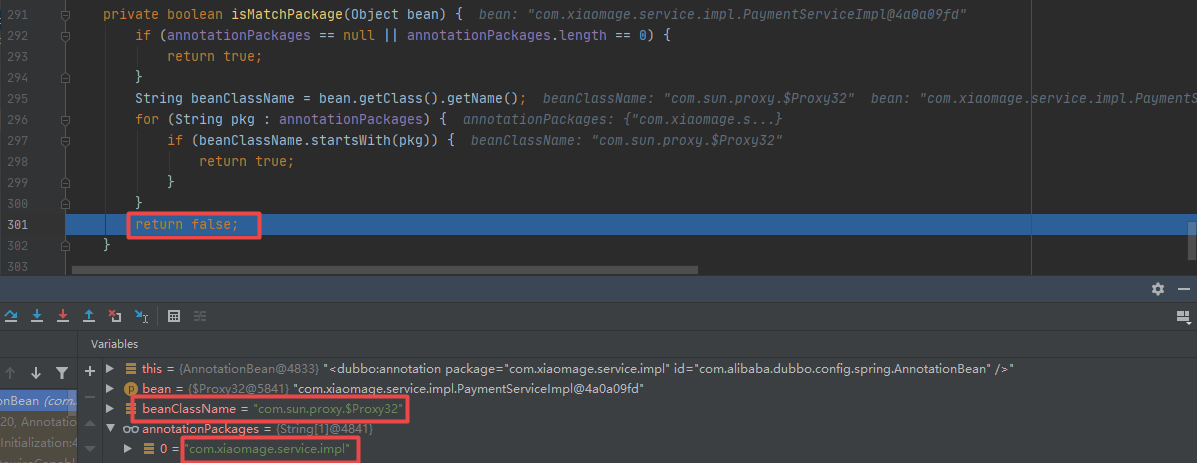 291 private boolean isMatchPackage(Object bean) { bean: "com.xiaomage.service.impl.PaymentServiceImpl@4a0a09fd"
292 if (annotationPackages == null || annotationPackages.length == 0) {
293 return true;
294 }
295 String beanClassName = bean.getClass().getName(); beanClassName: "com.sun.proxy.$Proxy32" bean: "com.xiaomage.service.impl.PaymentS
296 for (String pkg : annotationPackages) { annotationPackages: {"com.xiaomage.s...}
297 if (beanClassName.startsWith(pkg)) { beanClassName: "com.sun.proxy.$Proxy32"
298 return true;
299 }
300 }
301 return false;
302 }
303
Variables
this = {AnnotationBean@4833} "<dubbo:annotation package="com.xiaomage.service.impl" id="com.alibaba.dubbo.config.spring.AnnotationBean" />"
bean = {$Proxy32@5841} "com.xiaomage.service.impl.PaymentServiceImpl@4a0a09fd"
onBean (com.
beanClassName = "com.sun.proxy.$Proxy32"
20, Annotation
annotationPackages = {String[1]@4841}
Initialization:4
0 = "com.xiaomage.service.impl"